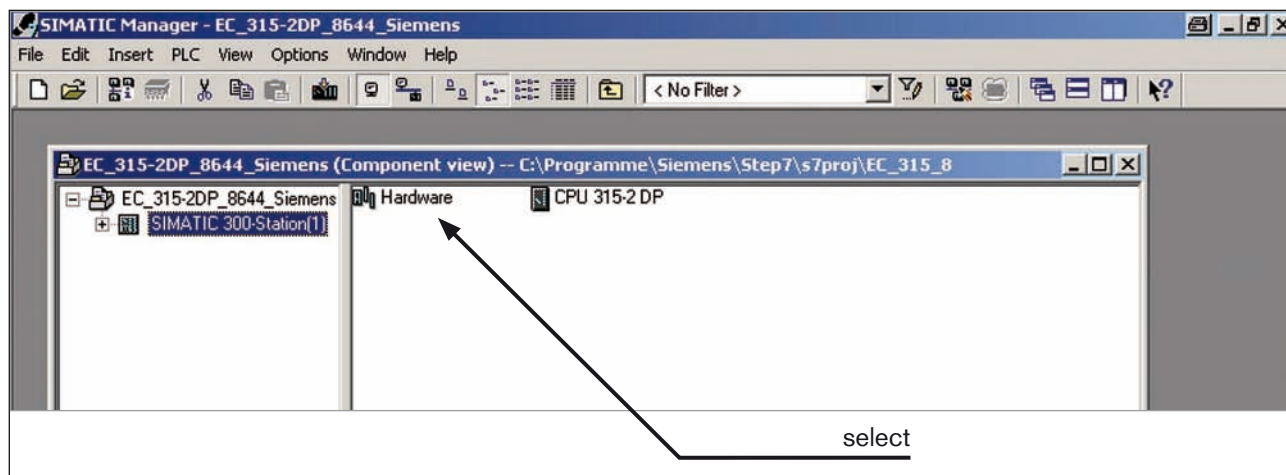 SIMATIC Manager - EC_315-2DP_8644_Siemens
File Edit Insert PLC View Options Window Help
< No Filter >
EC_315-2DP_8644_Siemens (Component view) -- C:\Programme\Siemens\Step7\s7proj\EC_315_8
EC_315-2DP_8644_Siemens
SIMATIC 300-Station(1)
Hardware
CPU 315-2 DP
select